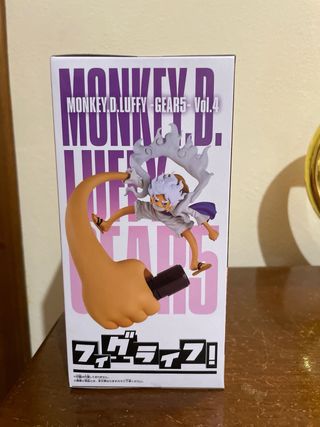 MONKEY.D.
MONKEY.D.LUFFY -GEAR5- Vol.4
LUFFY
GEAR5
フィグライフ!